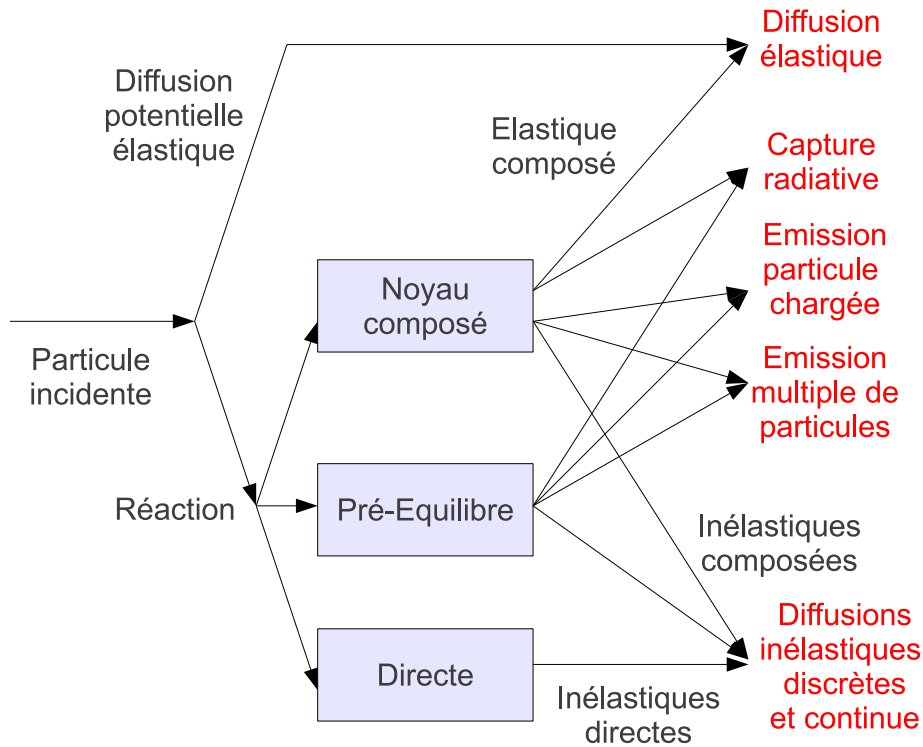 Diffusion
élastique
Diffusion
potentielle
élastique
Elastique
composé
Capture
radiative
Emission
particule
chargée
Noyau
composé
Particule
incidente
Emission
multiple de
particules
Réaction
Pré-Equilibre
Inélastiques
composées
Directe
Inélastiques
directes
Diffusions
inélastiques
discrètes
et continue